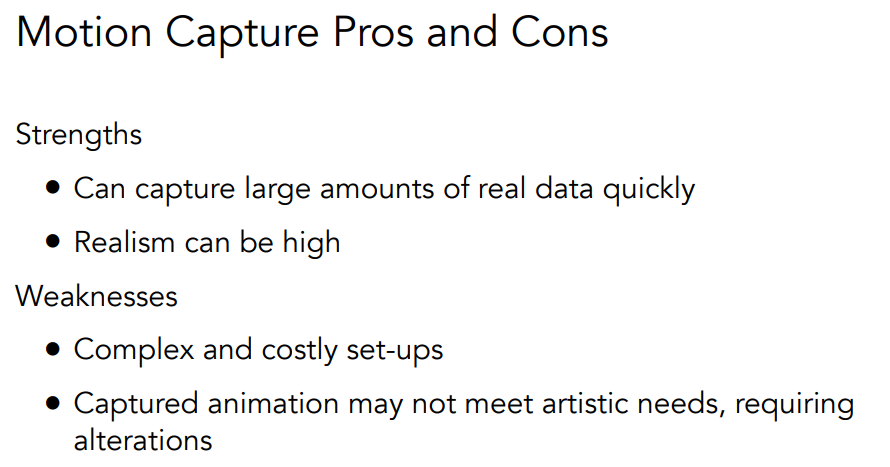 Motion Capture Pros and Cons
Strengths
● Can capture large amounts of real data quickly
● Realism can be high
Weaknesses
● Complex and costly set-ups
● Captured animation may not meet artistic needs, requiring
alterations